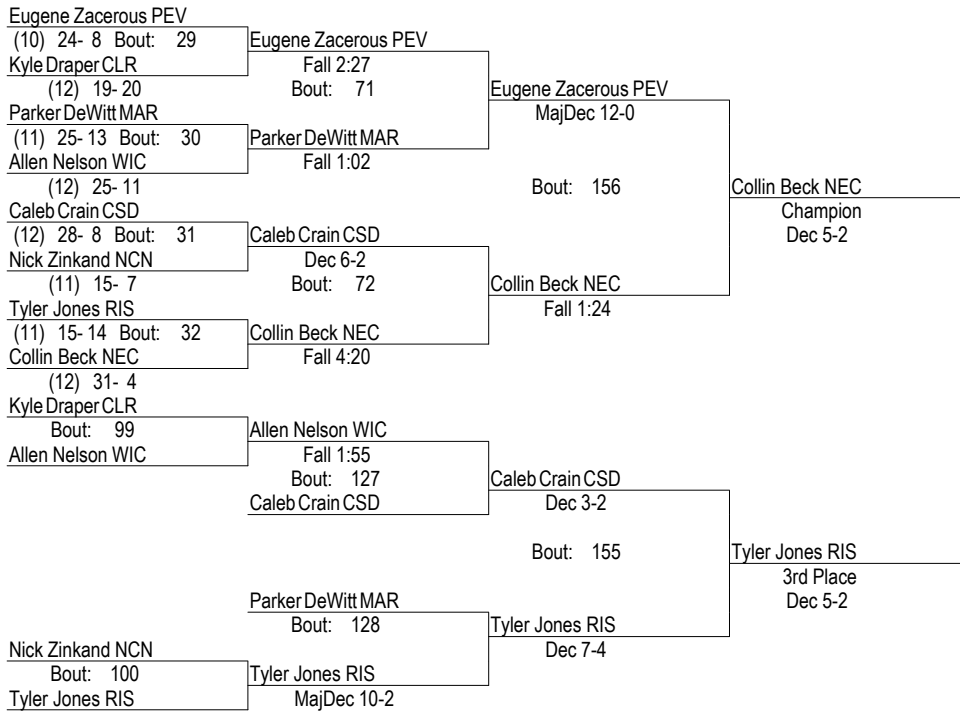 Eugene Zacerous PEV
(10) 24- 8 Bout: 29 Eugene Zacerous PEV
Kyle Draper CLR Fall 2:27
(12) 19- 20 Bout: 71 Eugene Zacerous PEV
Parker DeWitt MAR MajDec 12-0
(11) 25- 13 Bout: 30 Parker DeWitt MAR
Allen Nelson WIC Fall 1:02
(12) 25- 11 Bout: 156 Collin Beck NEC
Caleb Crain CSD Champion
(12) 28- 8 Bout: 31 Caleb Crain CSD Dec 5-2
Nick Zinkand NCN Dec 6-2
(11) 15- 7 Bout: 72 Collin Beck NEC
Tyler Jones RIS Fall 1:24
(11) 15- 14 Bout: 32 Collin Beck NEC
Collin Beck NEC Fall 4:20
(12) 31- 4
Kyle Draper CLR
Bout: 99 Allen Nelson WIC
Allen Nelson WIC Fall 1:55
Bout: 127 Caleb Crain CSD
Caleb Crain CSD Dec 3-2
Bout: 155 Tyler Jones RIS
3rd Place
Parker DeWitt MAR Dec 5-2
Bout: 128 Tyler Jones RIS
Nick Zinkand NCN Dec 7-4
Bout: 100 Tyler Jones RIS
Tyler Jones RIS MajDec 10-2